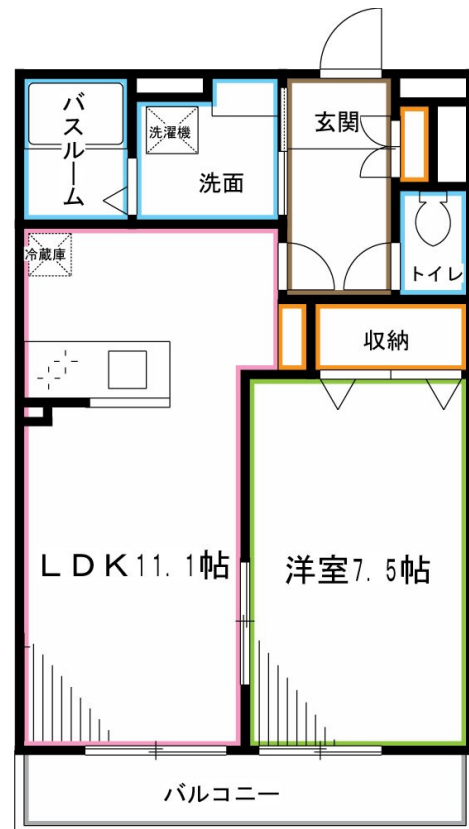 バスルーム
洗濯機
洗面
玄関
トイレ
冷蔵庫
収納
LDK11.1帖
洋室7.5帖
バルコニー